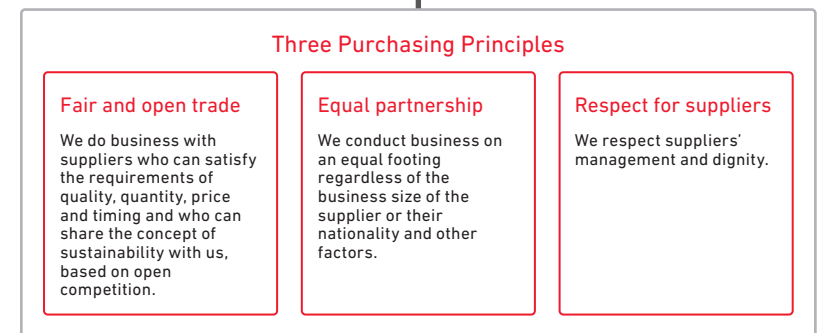 Three Purchasing Principles
Fair and open trade
We do business with
suppliers who can satisfy
the requirements of
quality, quantity, price
and timing and who can
share the concept of
sustainability with us,
based on open
competition.
Equal partnership
We conduct business on
an equal footing
regardless of the
business size of the
supplier or their
nationality and other
factors.
Respect for suppliers
We respect suppliers’
management and dignity.